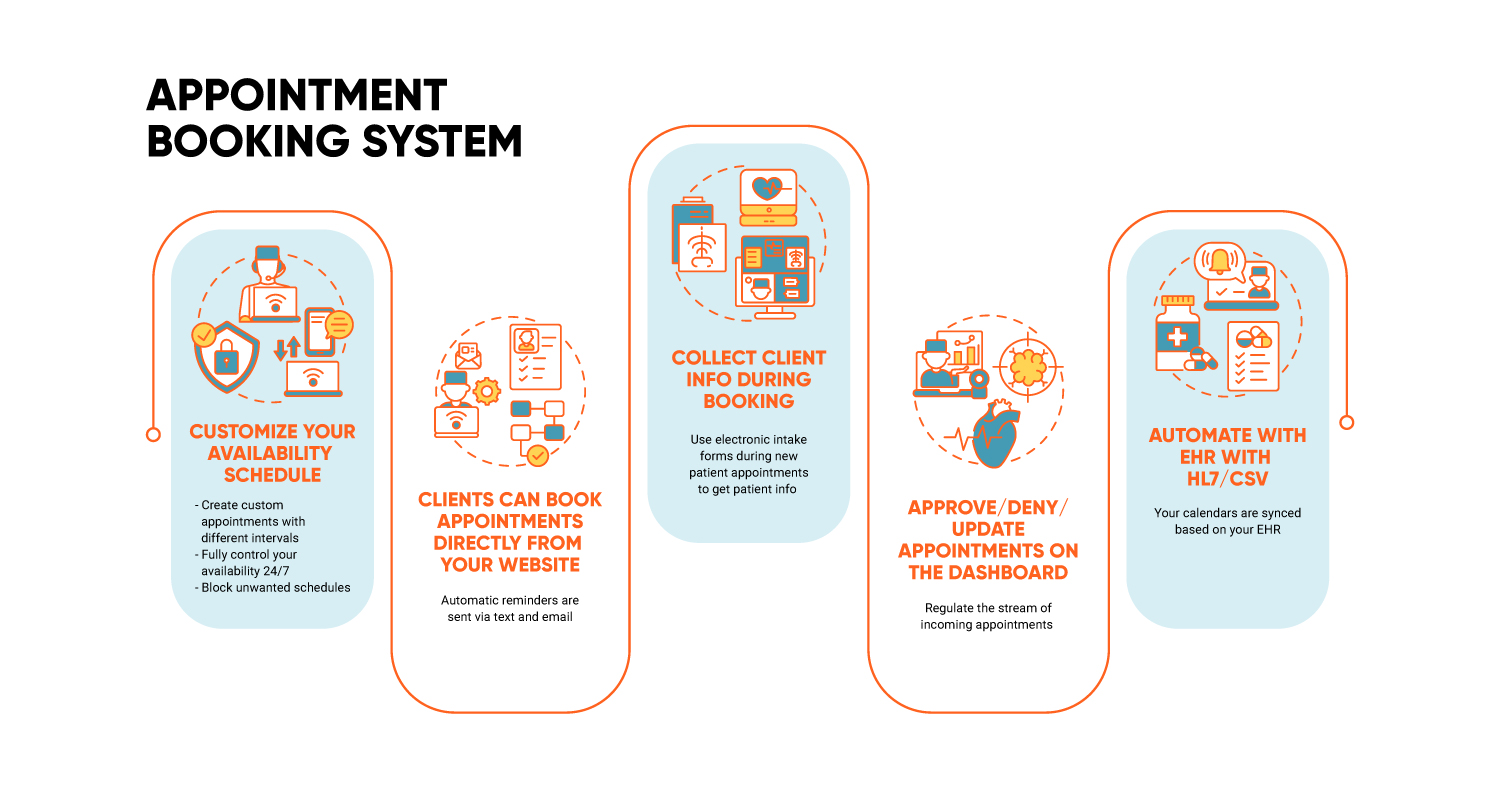 APPOINTMENT
BOOKING SYSTEM
CUSTOMIZE YOUR
AVAILABILITY
SCHEDULE
- Create custom
appointments with
different intervals
- Fully control your
availability 24/7
- Block unwanted schedules
CLIENTS CAN BOOK
APPOINTMENTS
DIRECTLY FROM
YOUR WEBSITE
Automatic reminders are
sent via text and email
COLLECT CLIENT
INFO DURING
BOOKING
Use electronic intake
forms during new
patient appointments
to get patient info
APPROVE/DENY/
UPDATE
APPOINTMENTS ON
THE DASHBOARD
Regulate the stream of
incoming appointments
AUTOMATE WITH
EHR WITH
HL7/CSV
Your calendars are synced
based on your EHR